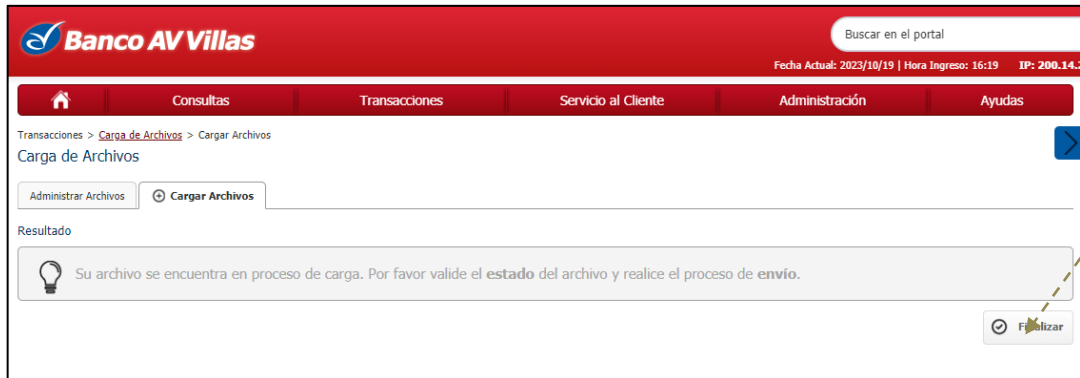 Banco AV Villas
Buscar en el portal
Fecha Actual: 2023/10/19 | Hora Ingreso: 16:19 IP: 200.14.
Consultas Transacciones Servicio al Cliente Administración Ayudas
Transacciones > Carga de Archivos > Cargar Archivos
Carga de Archivos
Administrar Archivos Cargar Archivos
Resultado
Su archivo se encuentra en proceso de carga. Por favor valide el estado del archivo y realice el proceso de envío.
Finalizar